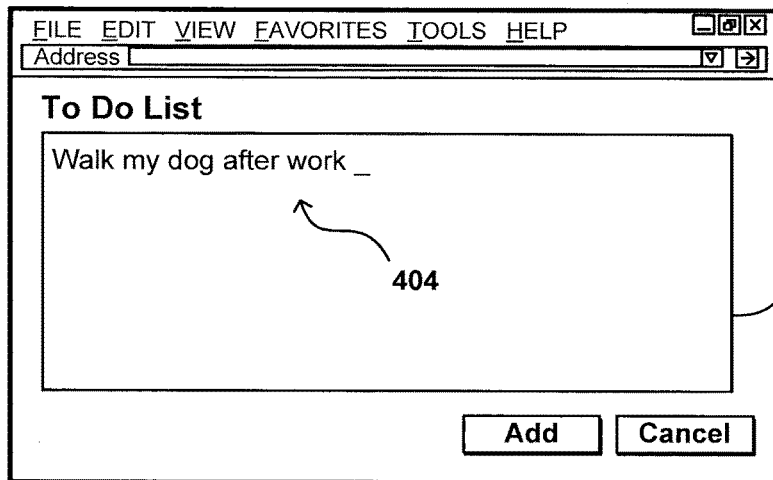 FILE EDIT VIEW FAVORITES TOOLS HELP
Address
To Do List
Walk my dog after work _
404
Add Cancel